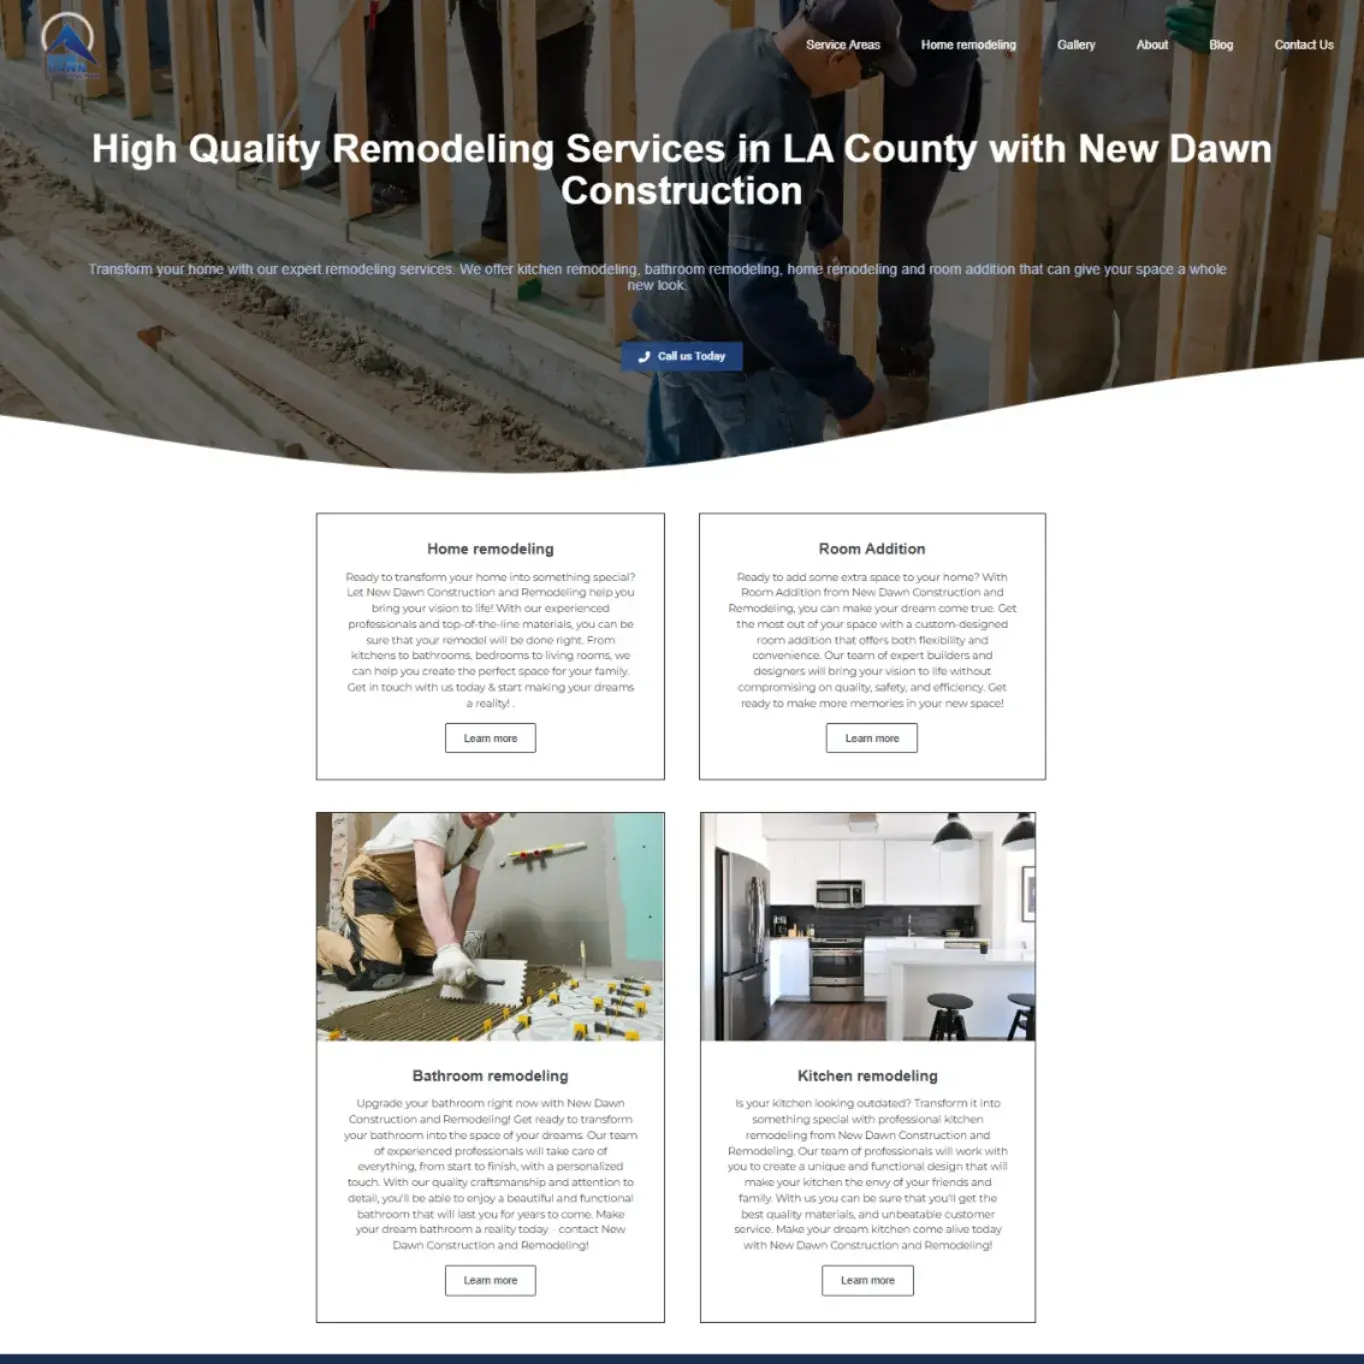 Service Areas
Home remodeling
Gallery
About
Blog
Contact Us
High Quality Remodeling Services in LA County with New Dawn
Construction
Transform your home with our expert remodeling services. We offer kitchen remodeling, bathroom remodeling, home remodeling and room addition that can give your space a whole
new look.
Call us Today
Home remodeling
Ready to transform your home into something special?
Let New Dawn Construction and Remodeling help you
bring your vision to life! With our experienced
professionals and top-of-the-line materials, you can be
sure that your remodel will be done right. From
kitchens to bathrooms, bedrooms to living rooms, we
can help you create the perfect space for your family.
Get in touch with us today & start making your dreams
a reality! .
Learn more
Room Addition
Ready to add some extra space to your home? With
Room Addition from New Dawn Construction and
Remodeling, you can make your dream come true. Get
the most out of your space with a custom-designed
room addition that offers both flexibility and
convenience. Our team of expert builders and
designers will bring your vision to life without
compromising on quality, safety, and efficiency. Get
ready to make more memories in your new space!
Learn more
Bathroom remodeling
Upgrade your bathroom right now with New Dawn
Construction and Remodeling! Get ready to transform
your bathroom into the space of your dreams. Our team
of experienced professionals will take care of
everything, from start to finish, with a personalized
touch. With our quality craftsmanship and attention to
detail, you'll be able to enjoy a beautiful and functional
bathroom that will last you for years to come. Make
your dream bathroom a reality today – contact New
Dawn Construction and Remodeling!
Learn more
Kitchen remodeling
Is your kitchen looking outdated? Transform it into
something special with professional kitchen
remodeling from New Dawn Construction and
Remodeling. Our team of professionals will work with
you to create a unique and functional design that will
make your kitchen the envy of your friends and
family. With us you can be sure that you'll get the
best quality materials, and unbeatable customer
service. Make your dream kitchen come alive today
with New Dawn Construction and Remodeling!
Learn more